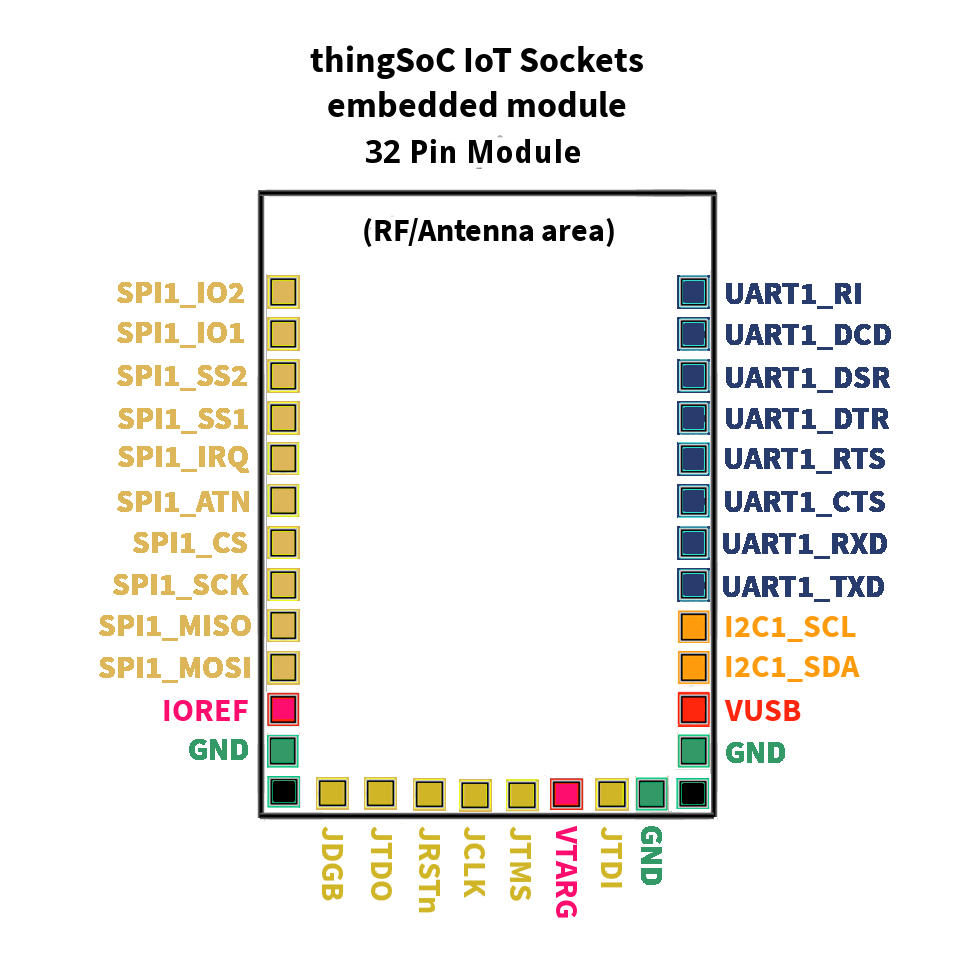 thingSoC IoT Sockets
embedded module
32 Pin Module
(RF/Antenna area)
SPI1_IO2
SPI1_IO1
SPI1_SS2
SPI1_SS1
SPI1_IRQ
SPI1_ATN
SPI1_CS
SPI1_SCK
SPI1_MISO
SPI1_MOSI
IOREF
GND
UART1_RI
UART1_DCD
UART1_DSR
UART1_DTR
UART1_RTS
UART1_CTS
UART1_RXD
UART1_TXD
I2C1_SCL
I2C1_SDA
VUSB
GND
JDGB
JTDO
JRSTn
JCLK
JTMS
VTARG
JTDI
GND